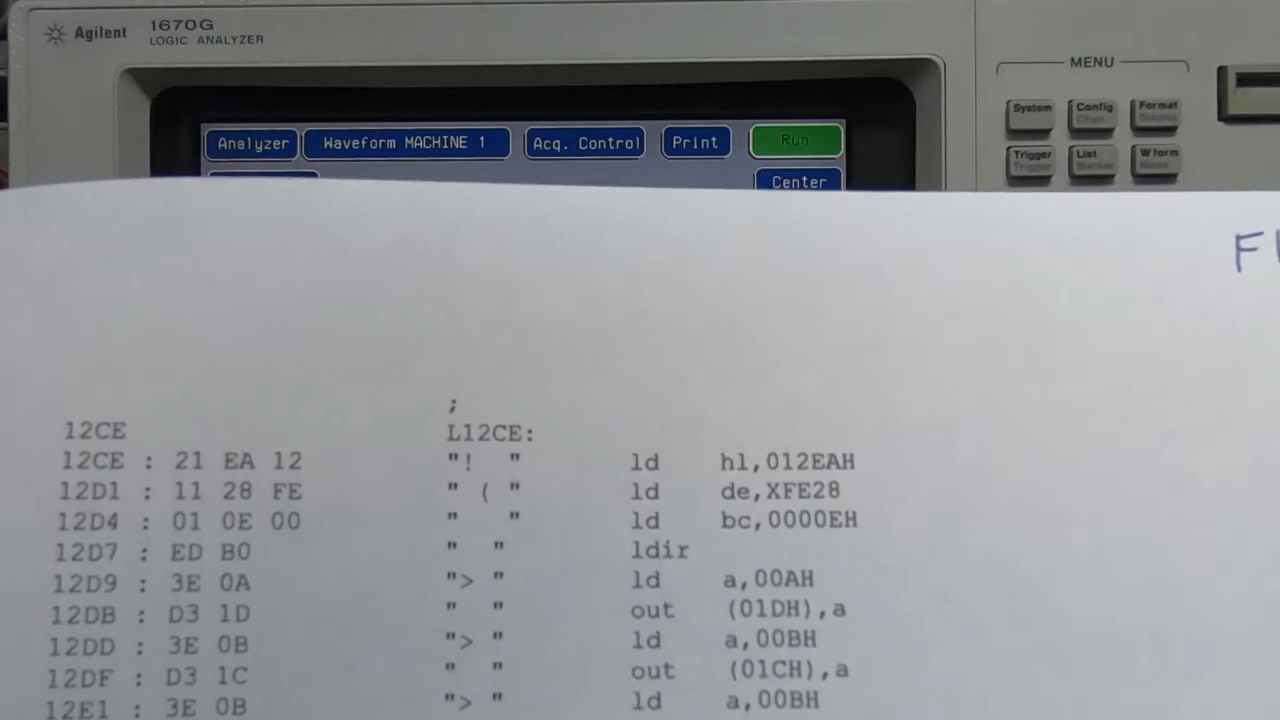 Agilent 1670G
LOGIC ANALYZER
MENU
System Config Format
Trigger List Wform
Analyzer Waveform MACHINE 1 Acq. Control Print Run
Center
;
12CE L12CE:
12CE : 21 EA 12 "! " ld hl,012EAH
12D1 : 11 28 FE " ( " ld de,XFE28
12D4 : 01 0E 00 " " ld bc,0000EH
12D7 : ED B0 " " ldir
12D9 : 3E 0A "> " ld a,00AH
12DB : D3 1D " " out (01DH),a
12DD : 3E 0B "> " ld a,00BH
12DF : D3 1C " " out (01CH),a
12E1 : 3E 0B "> " ld a,00BH